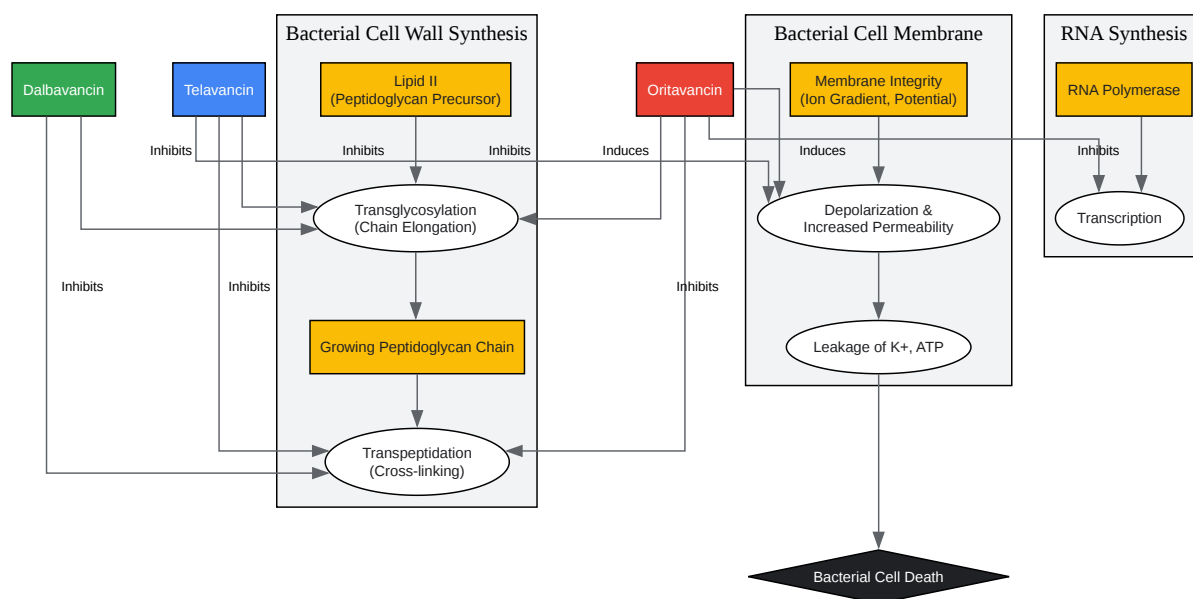 Bacterial Cell Wall Synthesis
Bacterial Cell Membrane
RNA Synthesis
Dalbavancin
Telavancin
Lipid II
(Peptidoglycan Precursor)
Oritavancin
Membrane Integrity
(Ion Gradient, Potential)
RNA Polymerase
Inhibits
Inhibits
Inhibits
Induces
Induces
Inhibits
Transglycosylation
(Chain Elongation)
Depolarization &
Increased Permeability
Transcription
Inhibits
Inhibits
Inhibits
Growing Peptidoglycan Chain
Leakage of K+, ATP
Transpeptidation
(Cross-linking)
Bacterial Cell Death